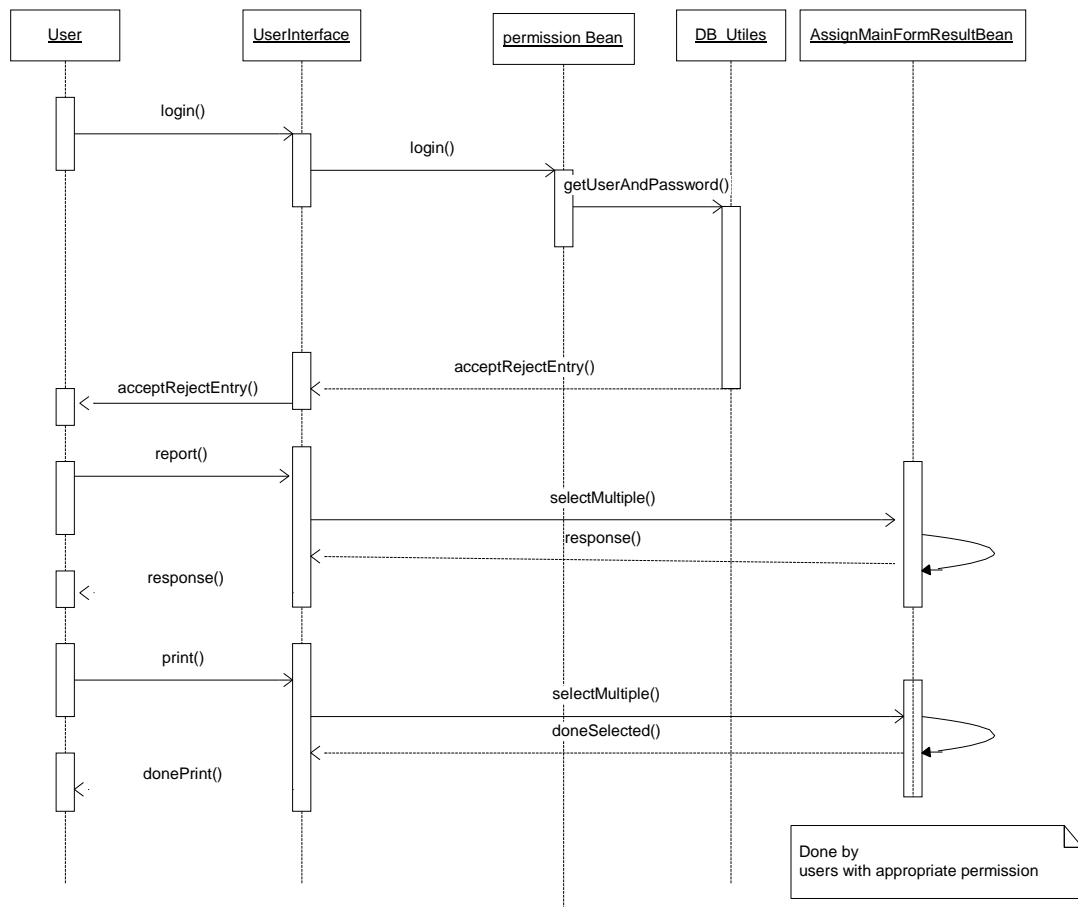 User
UserInterface
permission Bean
DB_Utiles
AssignMainFormResultBean
login()
login()
getUserAndPassword()
acceptRejectEntry()
acceptRejectEntry()
report()
selectMultiple()
response()
response()
print()
selectMultiple()
doneSelected()
donePrint()
Done by
users with appropriate permission